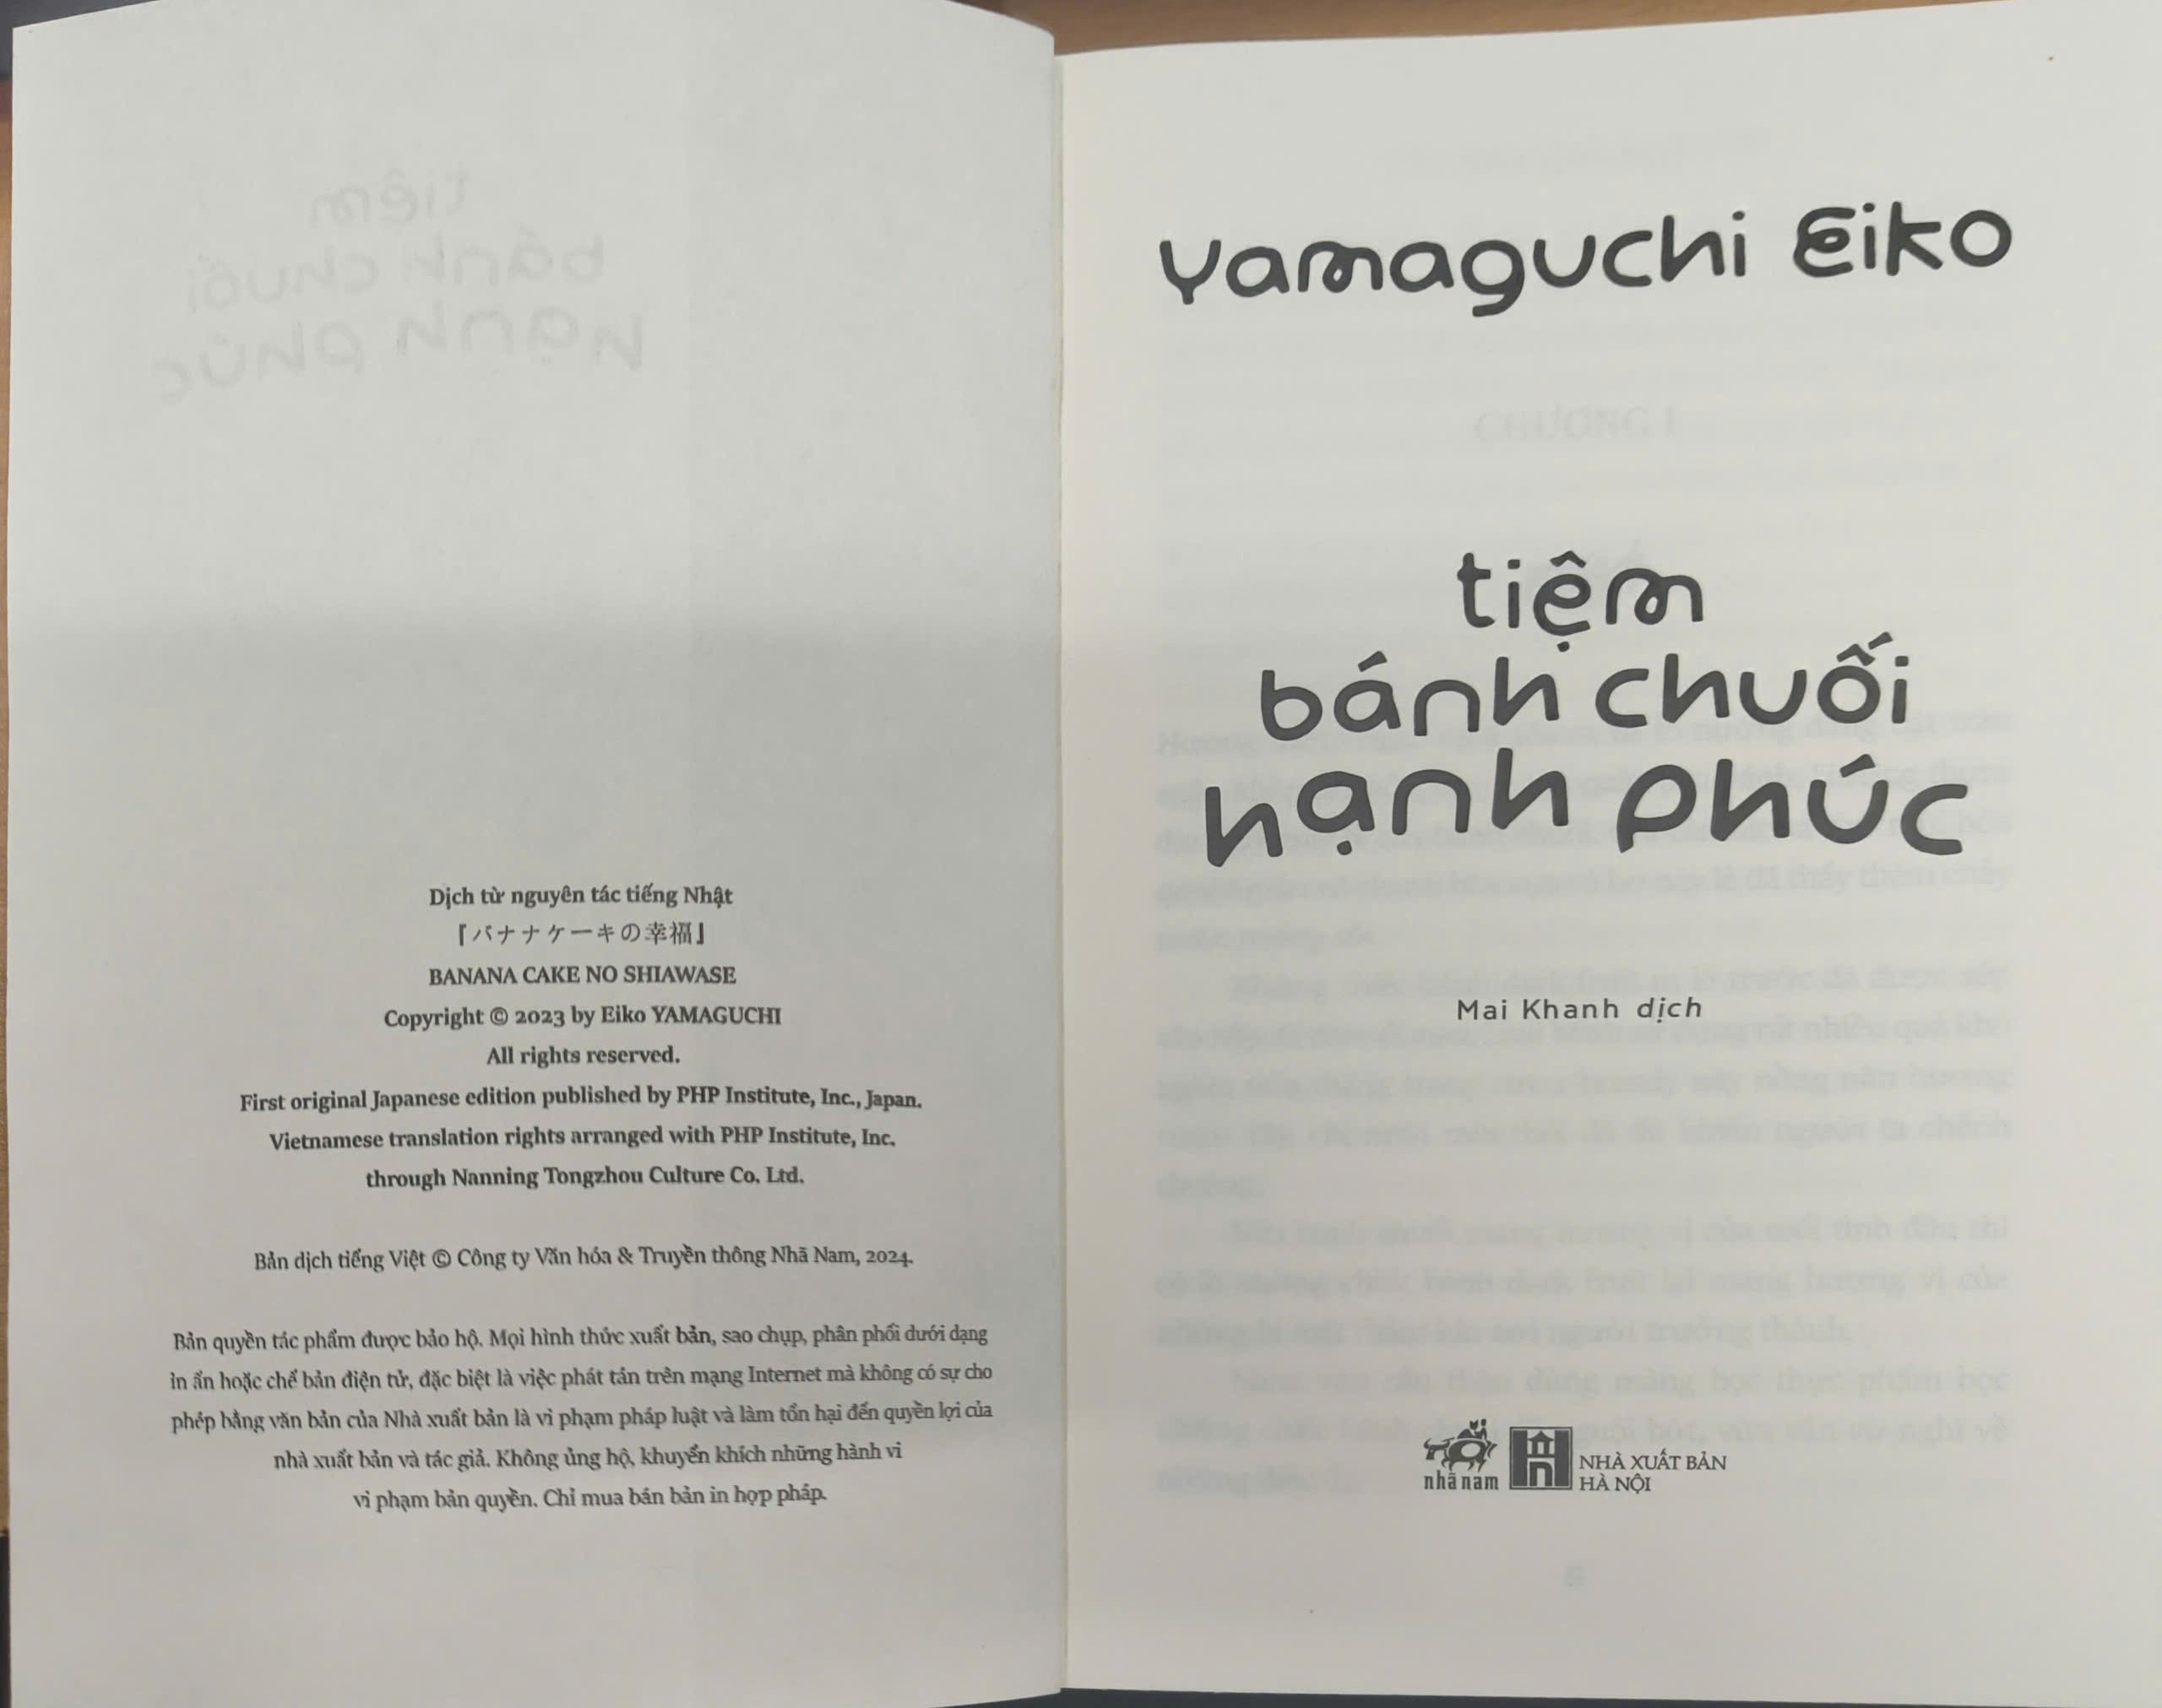 Dịch từ nguyên tác tiếng Nhật
『バナナケーキの幸福』
BANANA CAKE NO SHIAWASE
Copyright © 2023 by Eiko YAMAGUCHI
All rights reserved.
First original Japanese edition published by PHP Institute, Inc., Japan.
Vietnamese translation rights arranged with PHP Institute, Inc.
through Nanning Tongzhou Culture Co. Ltd.
Bản dịch tiếng Việt © Công ty Văn hóa & Truyền thông Nhã Nam, 2024.
Bản quyền tác phẩm được bảo hộ. Mọi hình thức xuất bản, sao chụp, phân phối dưới dạng
in ấn hoặc chế bản điện tử, đặc biệt là việc phát tán trên mạng Internet mà không có sự cho
phép bằng văn bản của Nhà xuất bản là vi phạm pháp luật và làm tổn hại đến quyền lợi của
nhà xuất bản và tác giả. Không ủng hộ, khuyến khích những hành vi
vi phạm bản quyền. Chỉ mua bán bản in hợp pháp.
Yamaguchi Eiko
tiệm
bánh chuối
hạnh phúc
Mai Khanh dịch
nhã nam
NHÀ XUẤT BẢN
HÀ NỘI